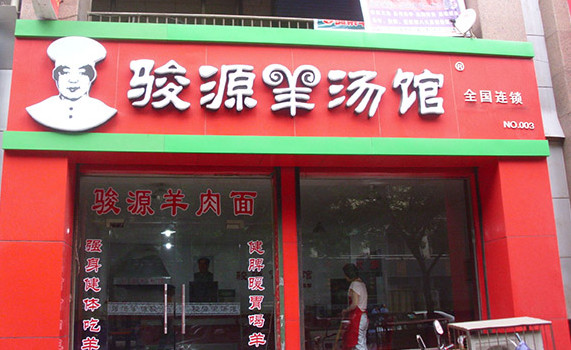 骏源羊汤馆®
全国连锁
NO.003
骏源羊肉面
强身健体吃羊
健脾暖胃喝羊